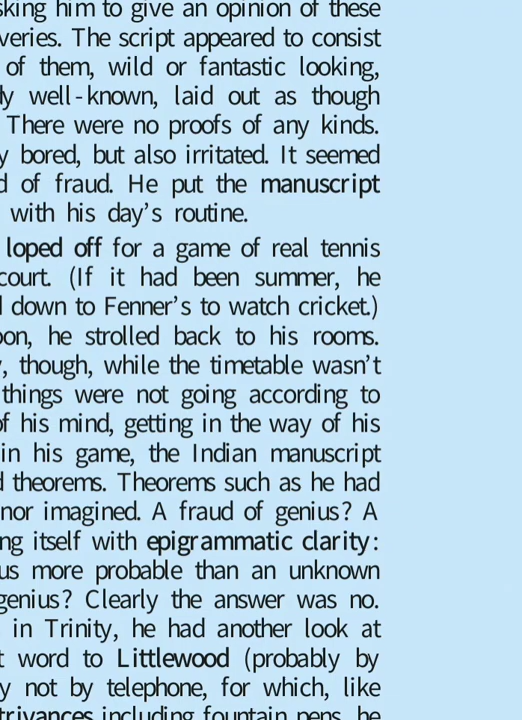 sking him to give an opinion of these
veries. The script appeared to consist
of them, wild or fantastic looking,
ly well-known, laid out as though
There were no proofs of any kinds.
y bored, but also irritated. It seemed
d of fraud. He put the manuscript
with his day's routine.
loped off for a game of real tennis
court. (If it had been summer, he
d down to Fenner's to watch cricket.)
oon, he strolled back to his rooms.
, though, while the timetable wasn't
things were not going according to
of his mind, getting in the way of his
in his game, the Indian manuscript
d theorems. Theorems such as he had
nor imagined. A fraud of genius? A
ng itself with epigrammatic clarity:
us more probable than an unknown
genius? Clearly the answer was no.
in Trinity, he had another look at
t word to Littlewood (probably by
y not by telephone, for which, like
trivances including fountain pens, he